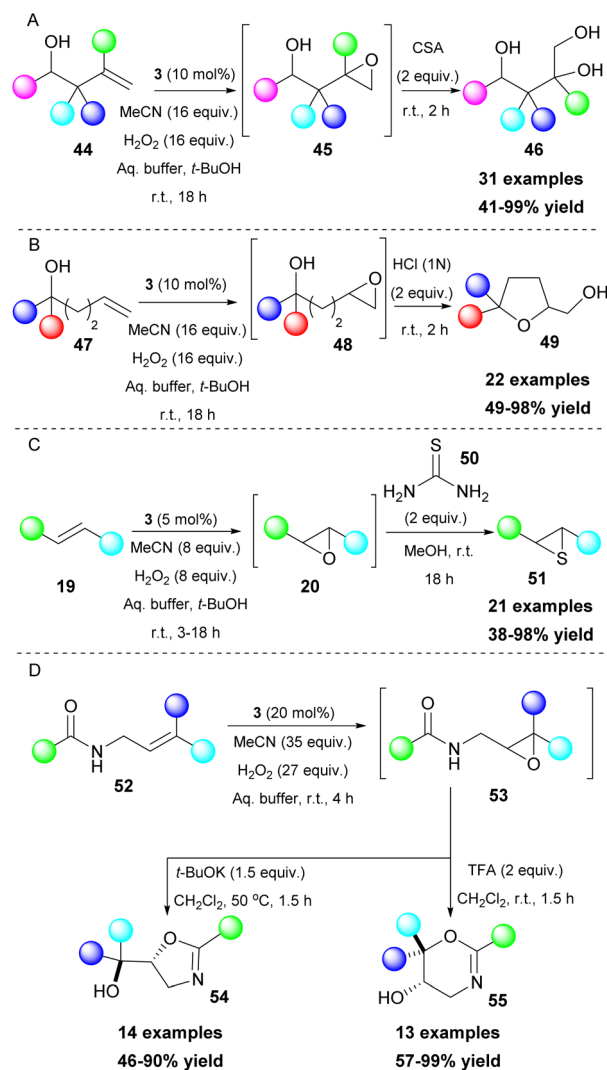 A
OH
3 (10 mol%)
MeCN (16 equiv.)
H2O2 (16 equiv.)
Aq. buffer, t-BuOH
r.t., 18 h
44
OH
O
45
CSA
(2 equiv.)
r.t., 2 h
OH
OH
OH
46
31 examples
41-99% yield
B
OH
2
47
3 (10 mol%)
MeCN (16 equiv.)
H2O2 (16 equiv.)
Aq. buffer, t-BuOH
r.t., 18 h
OH
O
2
48
HCl (1N)
(2 equiv.)
r.t., 2 h
OH
O
49
22 examples
49-98% yield
C
19
3 (5 mol%)
MeCN (8 equiv.)
H2O2 (8 equiv.)
Aq. buffer, t-BuOH
r.t., 3-18 h
O
20
S
50
H2N
NH2
(2 equiv.)
MeOH, r.t.
18 h
S
51
21 examples
38-98% yield
D
O
N
H
52
3 (20 mol%)
MeCN (35 equiv.)
H2O2 (27 equiv.)
Aq. buffer, r.t., 4 h
O
N
H
O
53
t-BuOK (1.5 equiv.)
CH2Cl2, 50 °C, 1.5 h
TFA (2 equiv.)
CH2Cl2, r.t., 1.5 h
O
N
HO
54
14 examples
46-90% yield
O
N
HO
55
13 examples
57-99% yield